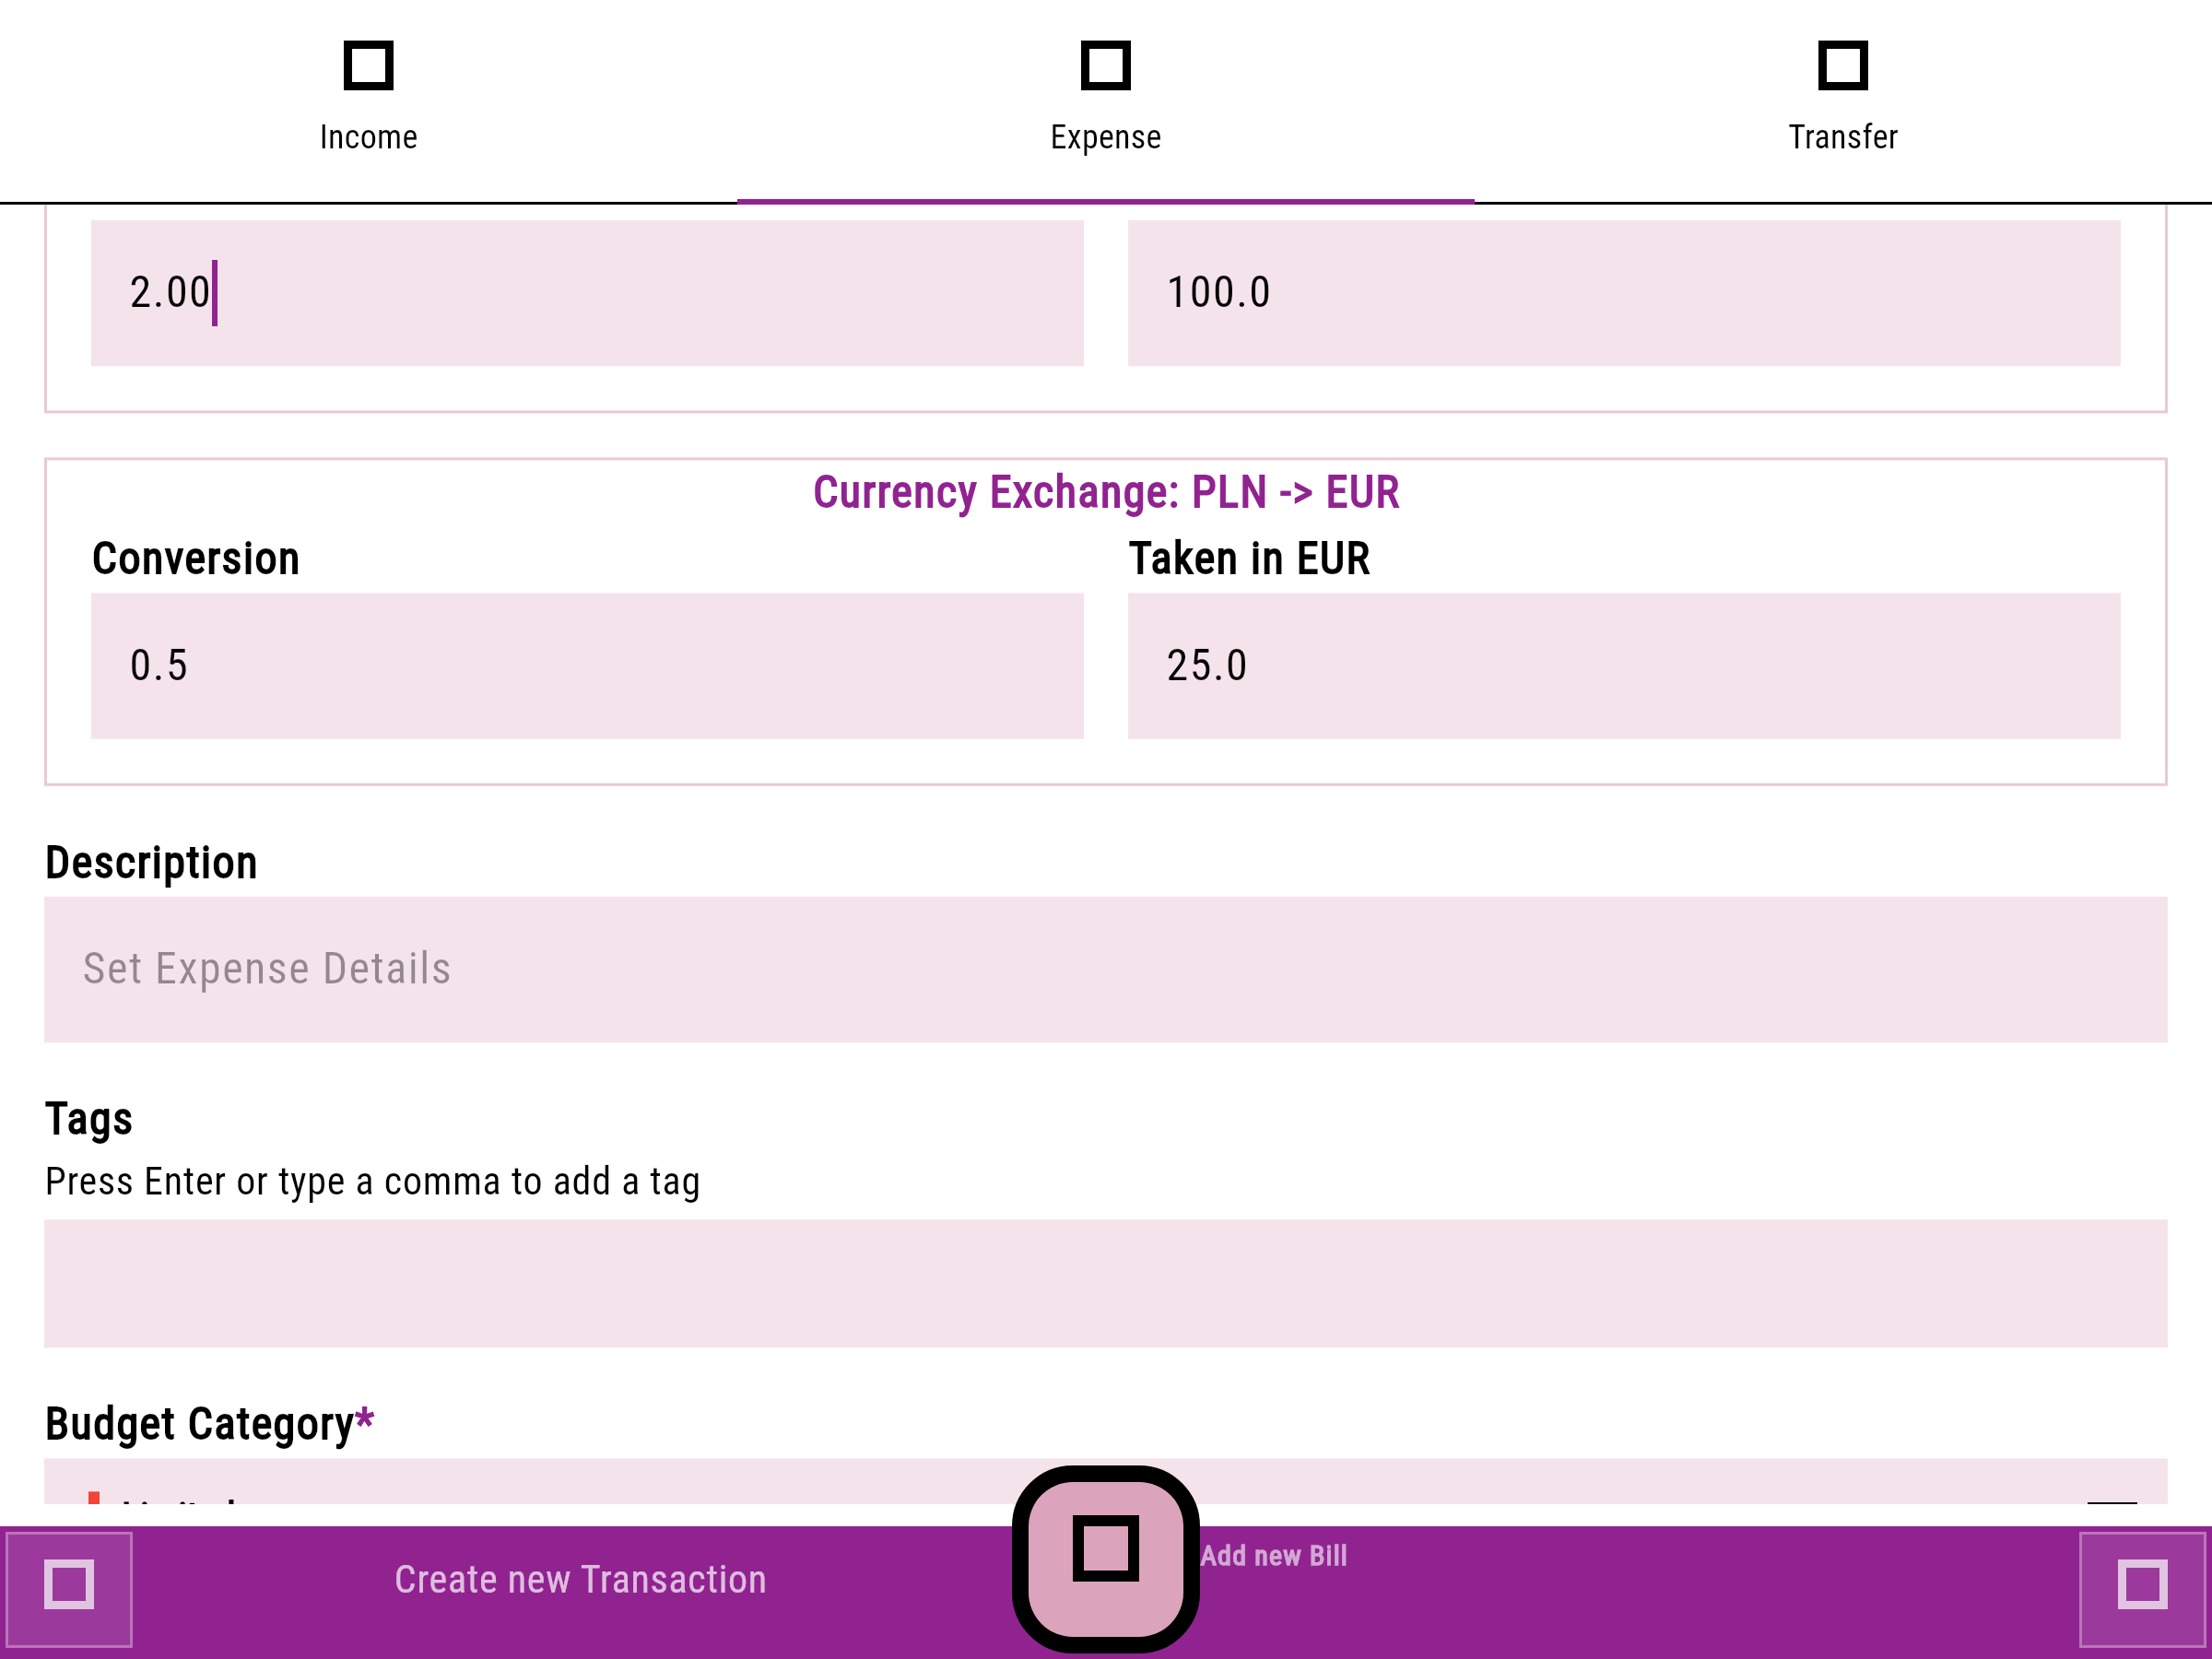 Income Expense Transfer
2.00 100.0
Currency Exchange: PLN -> EUR
Conversion Taken in EUR
0.5 25.0
Description
Set Expense Details
Tags
Press Enter or type a comma to add a tag
Budget Category*
Create new Transaction Add new Bill